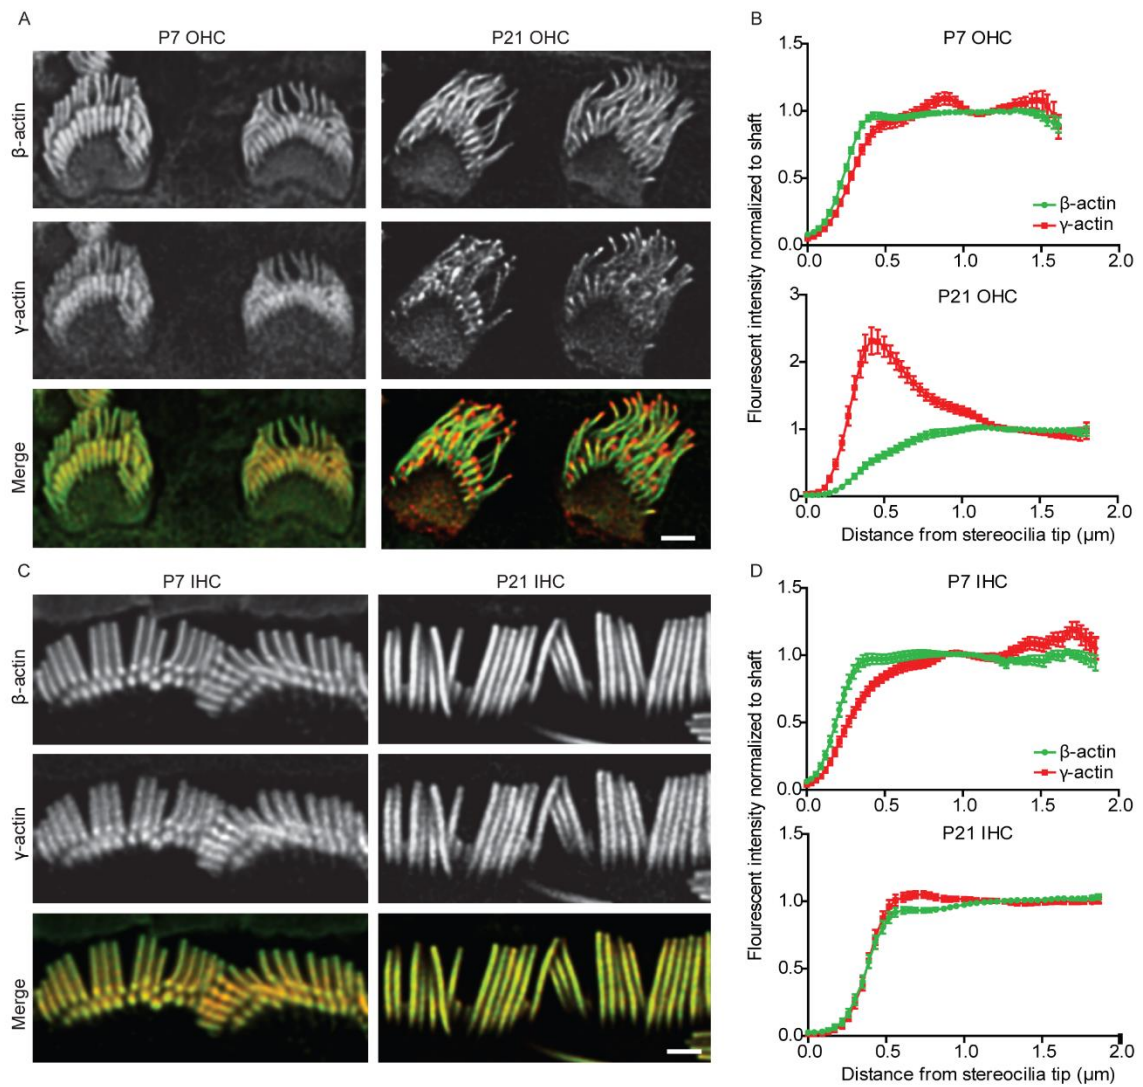 A
P7 OHC
P21 OHC
β-actin
γ-actin
Merge
B
P7 OHC
1.5
1.0
0.5
0.0
0.0 0.5 1.0 1.5 2.0
β-actin
γ-actin
P21 OHC
3
2
1
0
0.0 0.5 1.0 1.5 2.0
Flourescent intensity normalized to shaft
Distance from stereocilia tip (µm)
C
P7 IHC
P21 IHC
β-actin
γ-actin
Merge
D
P7 IHC
1.5
1.0
0.5
0.0
0.0 0.5 1.0 1.5 2.0
β-actin
γ-actin
P21 IHC
1.5
1.0
0.5
0.0
0.0 0.5 1.0 1.5 2.0
Flourescent intensity normalized to shaft
Distance from stereocilia tip (µm)